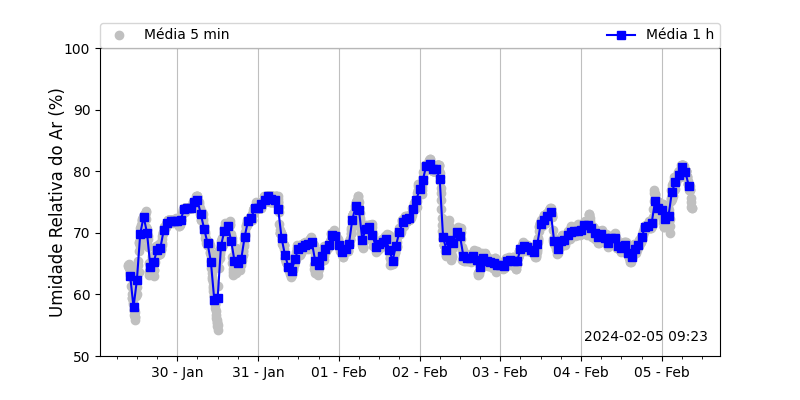 Média 5 min
Média 1 h
Umidade Relativa do Ar (%)
100
90
80
70
60
50
2024-02-05 09:23
30 - Jan
31 - Jan
01 - Feb
02 - Feb
03 - Feb
04 - Feb
05 - Feb